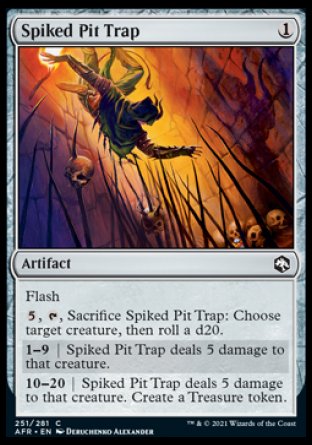 Spiked Pit Trap 1
Artifact
Flash
5, T, Sacrifice Spiked Pit Trap: Choose
target creature, then roll a d20.
1–9 | Spiked Pit Trap deals 5 damage to
that creature.
10–20 | Spiked Pit Trap deals 5 damage to
that creature. Create a Treasure token.
251/281 C
AFR • EN Deruchenko Alexander
™ & © 2021 Wizards of the Coast